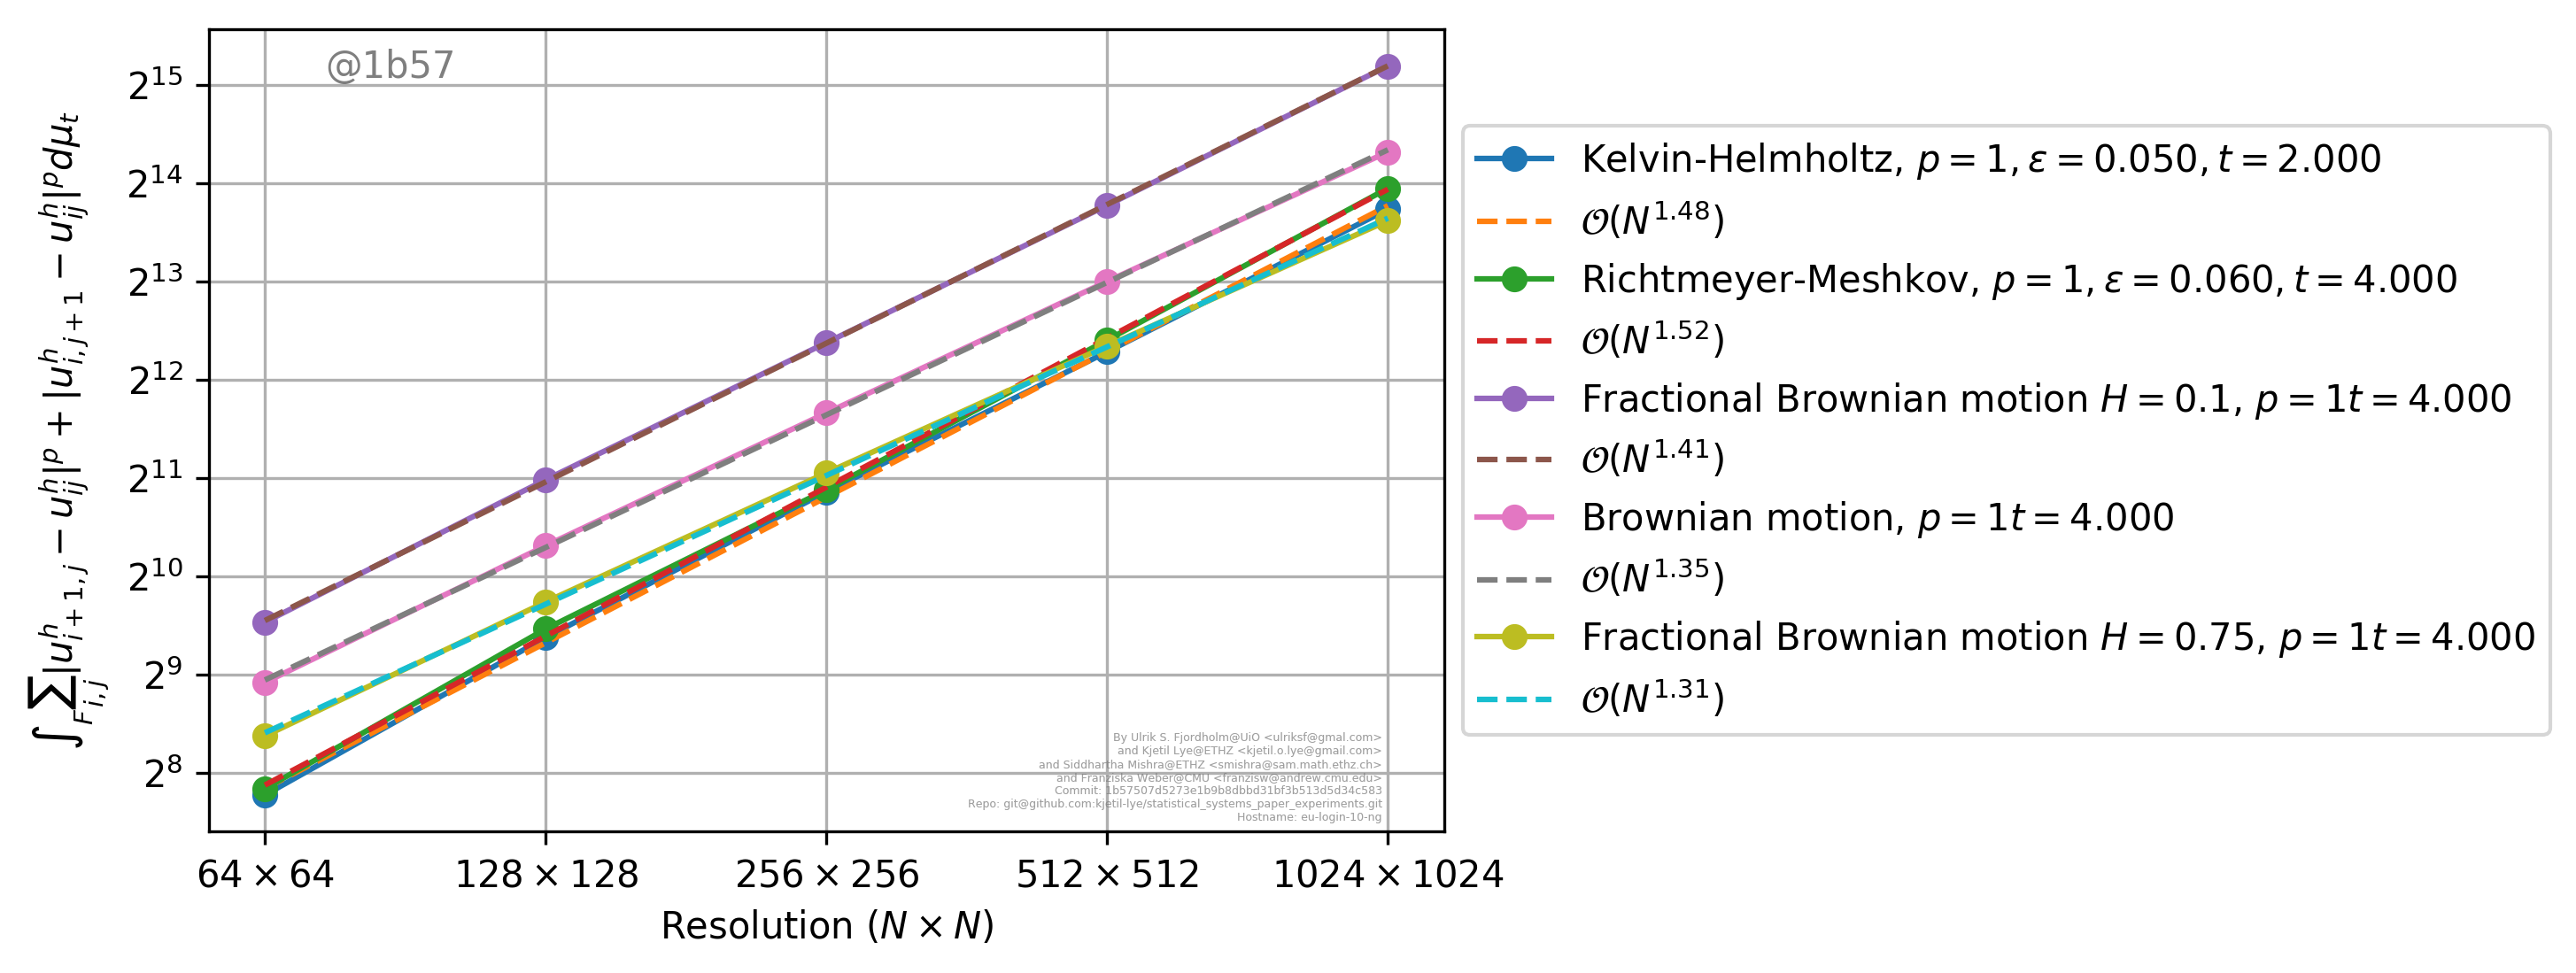 @1b57
2^15
2^14
2^13
2^12
2^11
2^10
2^9
2^8
∫ ∑_{F_{i,j}} |u^h_{i+1,j} − u^h_{ij}|^p + |u^h_{i,j+1} − u^h_{ij}|^p dμ_t
64 × 64
128 × 128
256 × 256
512 × 512
1024 × 1024
Resolution (N × N)
By Ulrik S. Fjordholm@UiO <ulriksf@gmal.com>
and Kjetil Lye@ETHZ <kjetil.o.lye@gmail.com>
and Siddhartha Mishra@ETHZ <smishra@sam.math.ethz.ch>
and Franziska Weber@CMU <franzisw@andrew.cmu.edu>
Commit: 1b57507d5273e1b9b8dbbd31bf3b513d5d34c583
Repo: git@github.com:kjetil-lye/statistical_systems_paper_experiments.git
Hostname: eu-login-10-ng
Kelvin-Helmholtz, p = 1, ε = 0.050, t = 2.000
𝒪(N^1.48)
Richtmeyer-Meshkov, p = 1, ε = 0.060, t = 4.000
𝒪(N^1.52)
Fractional Brownian motion H = 0.1, p = 1t = 4.000
𝒪(N^1.41)
Brownian motion, p = 1t = 4.000
𝒪(N^1.35)
Fractional Brownian motion H = 0.75, p = 1t = 4.000
𝒪(N^1.31)